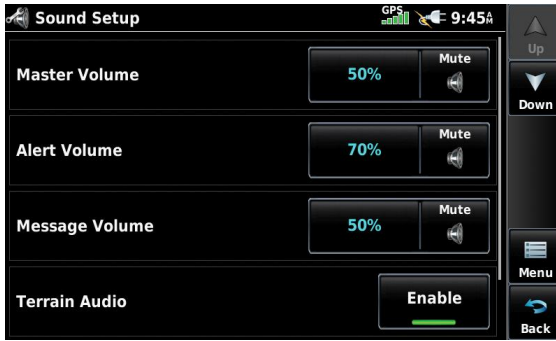 Sound Setup
GPS
9:45AM
Up
Down
Master Volume
50%
Mute
Alert Volume
70%
Mute
Message Volume
50%
Mute
Terrain Audio
Enable
Menu
Back